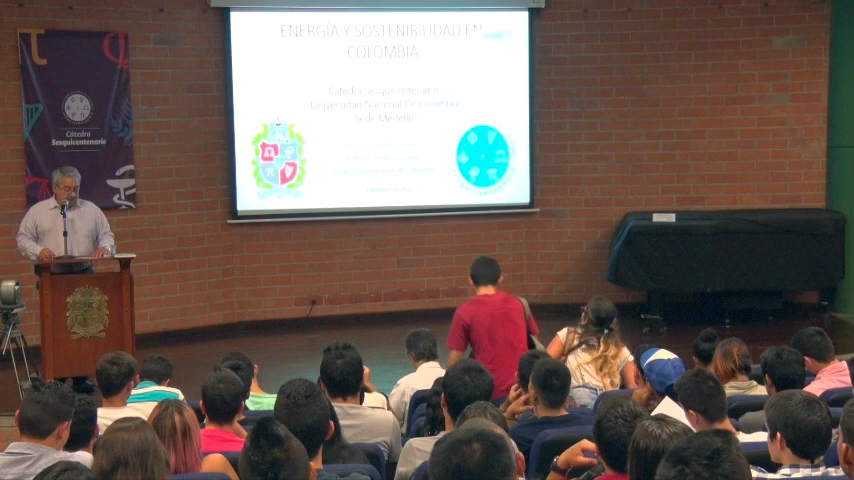 ENERGÍA Y SOSTENIBILIDAD EN
COLOMBIA
Cátedra Sesquicentenario
Universidad Nacional De Colombia
Sede Medellín
Cátedra
Sesquicentenario